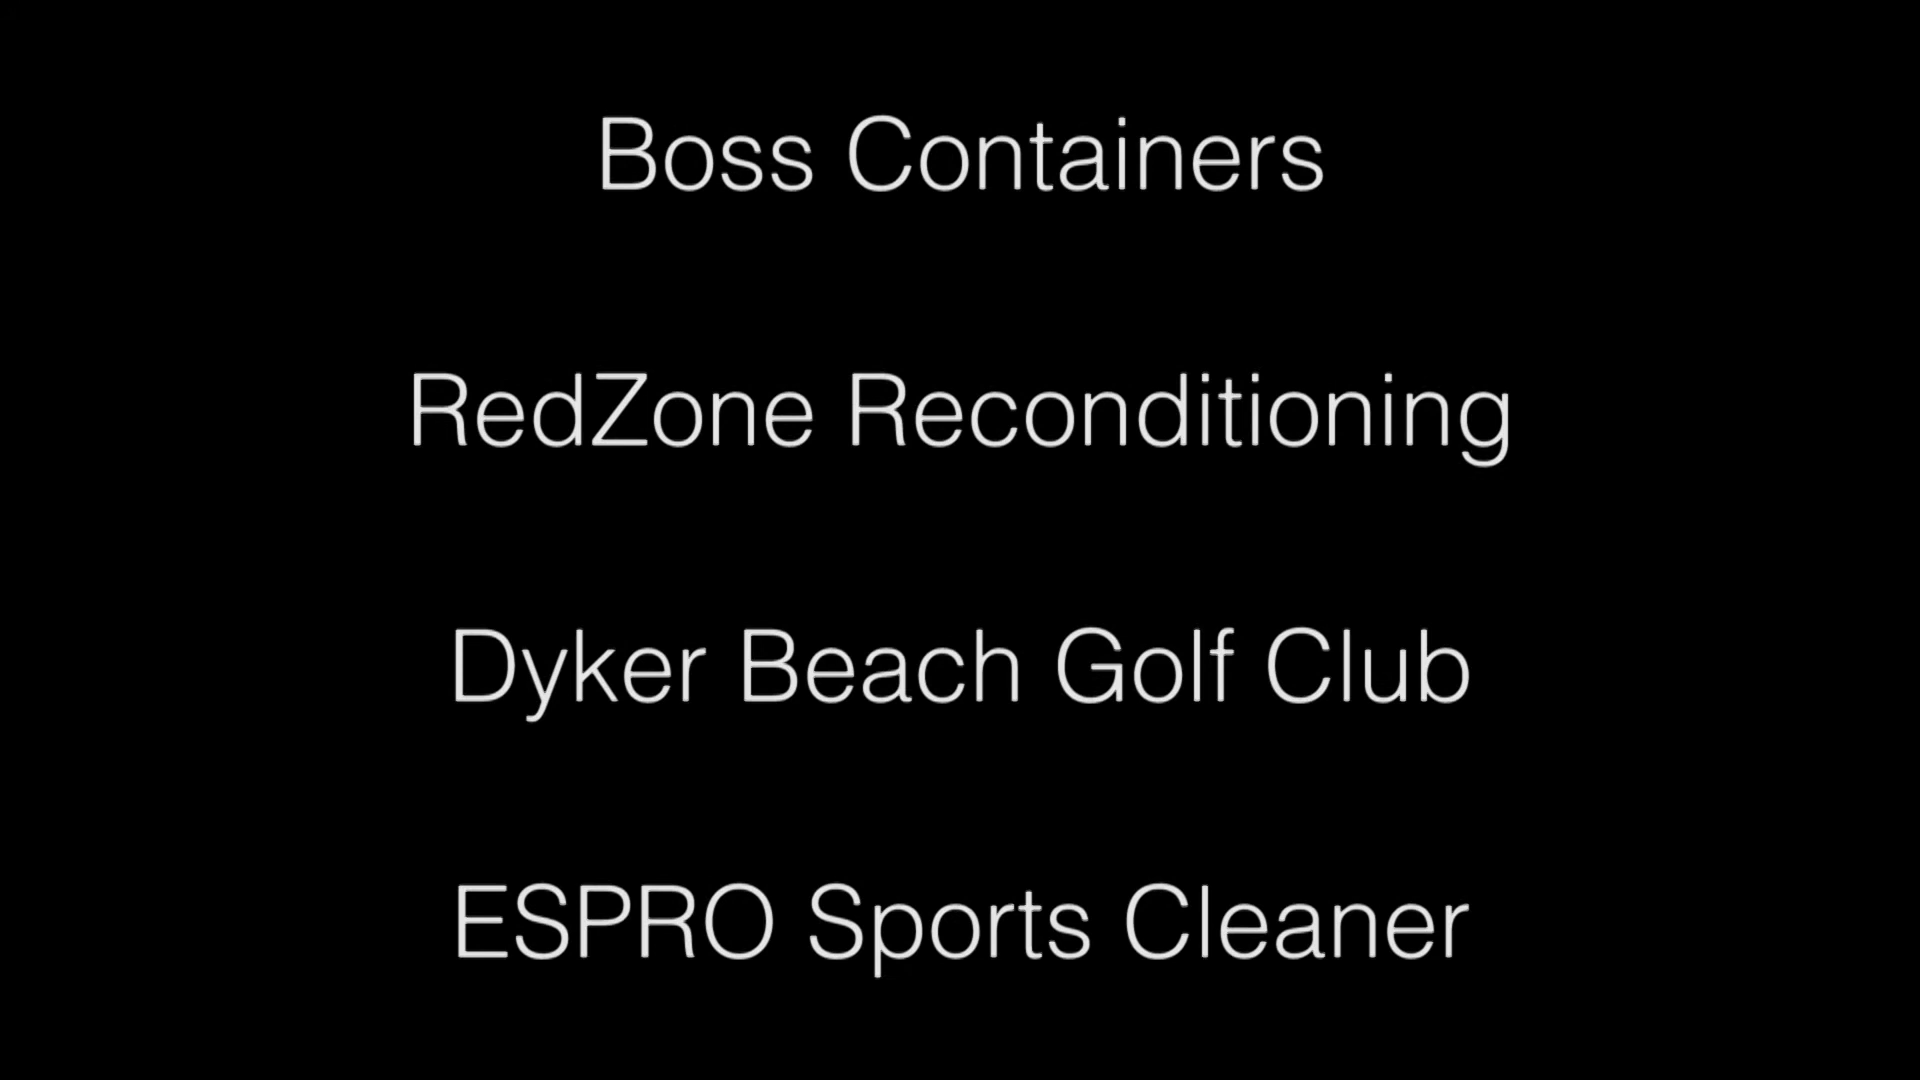 Boss Containers
RedZone Reconditioning
Dyker Beach Golf Club
ESPRO Sports Cleaner